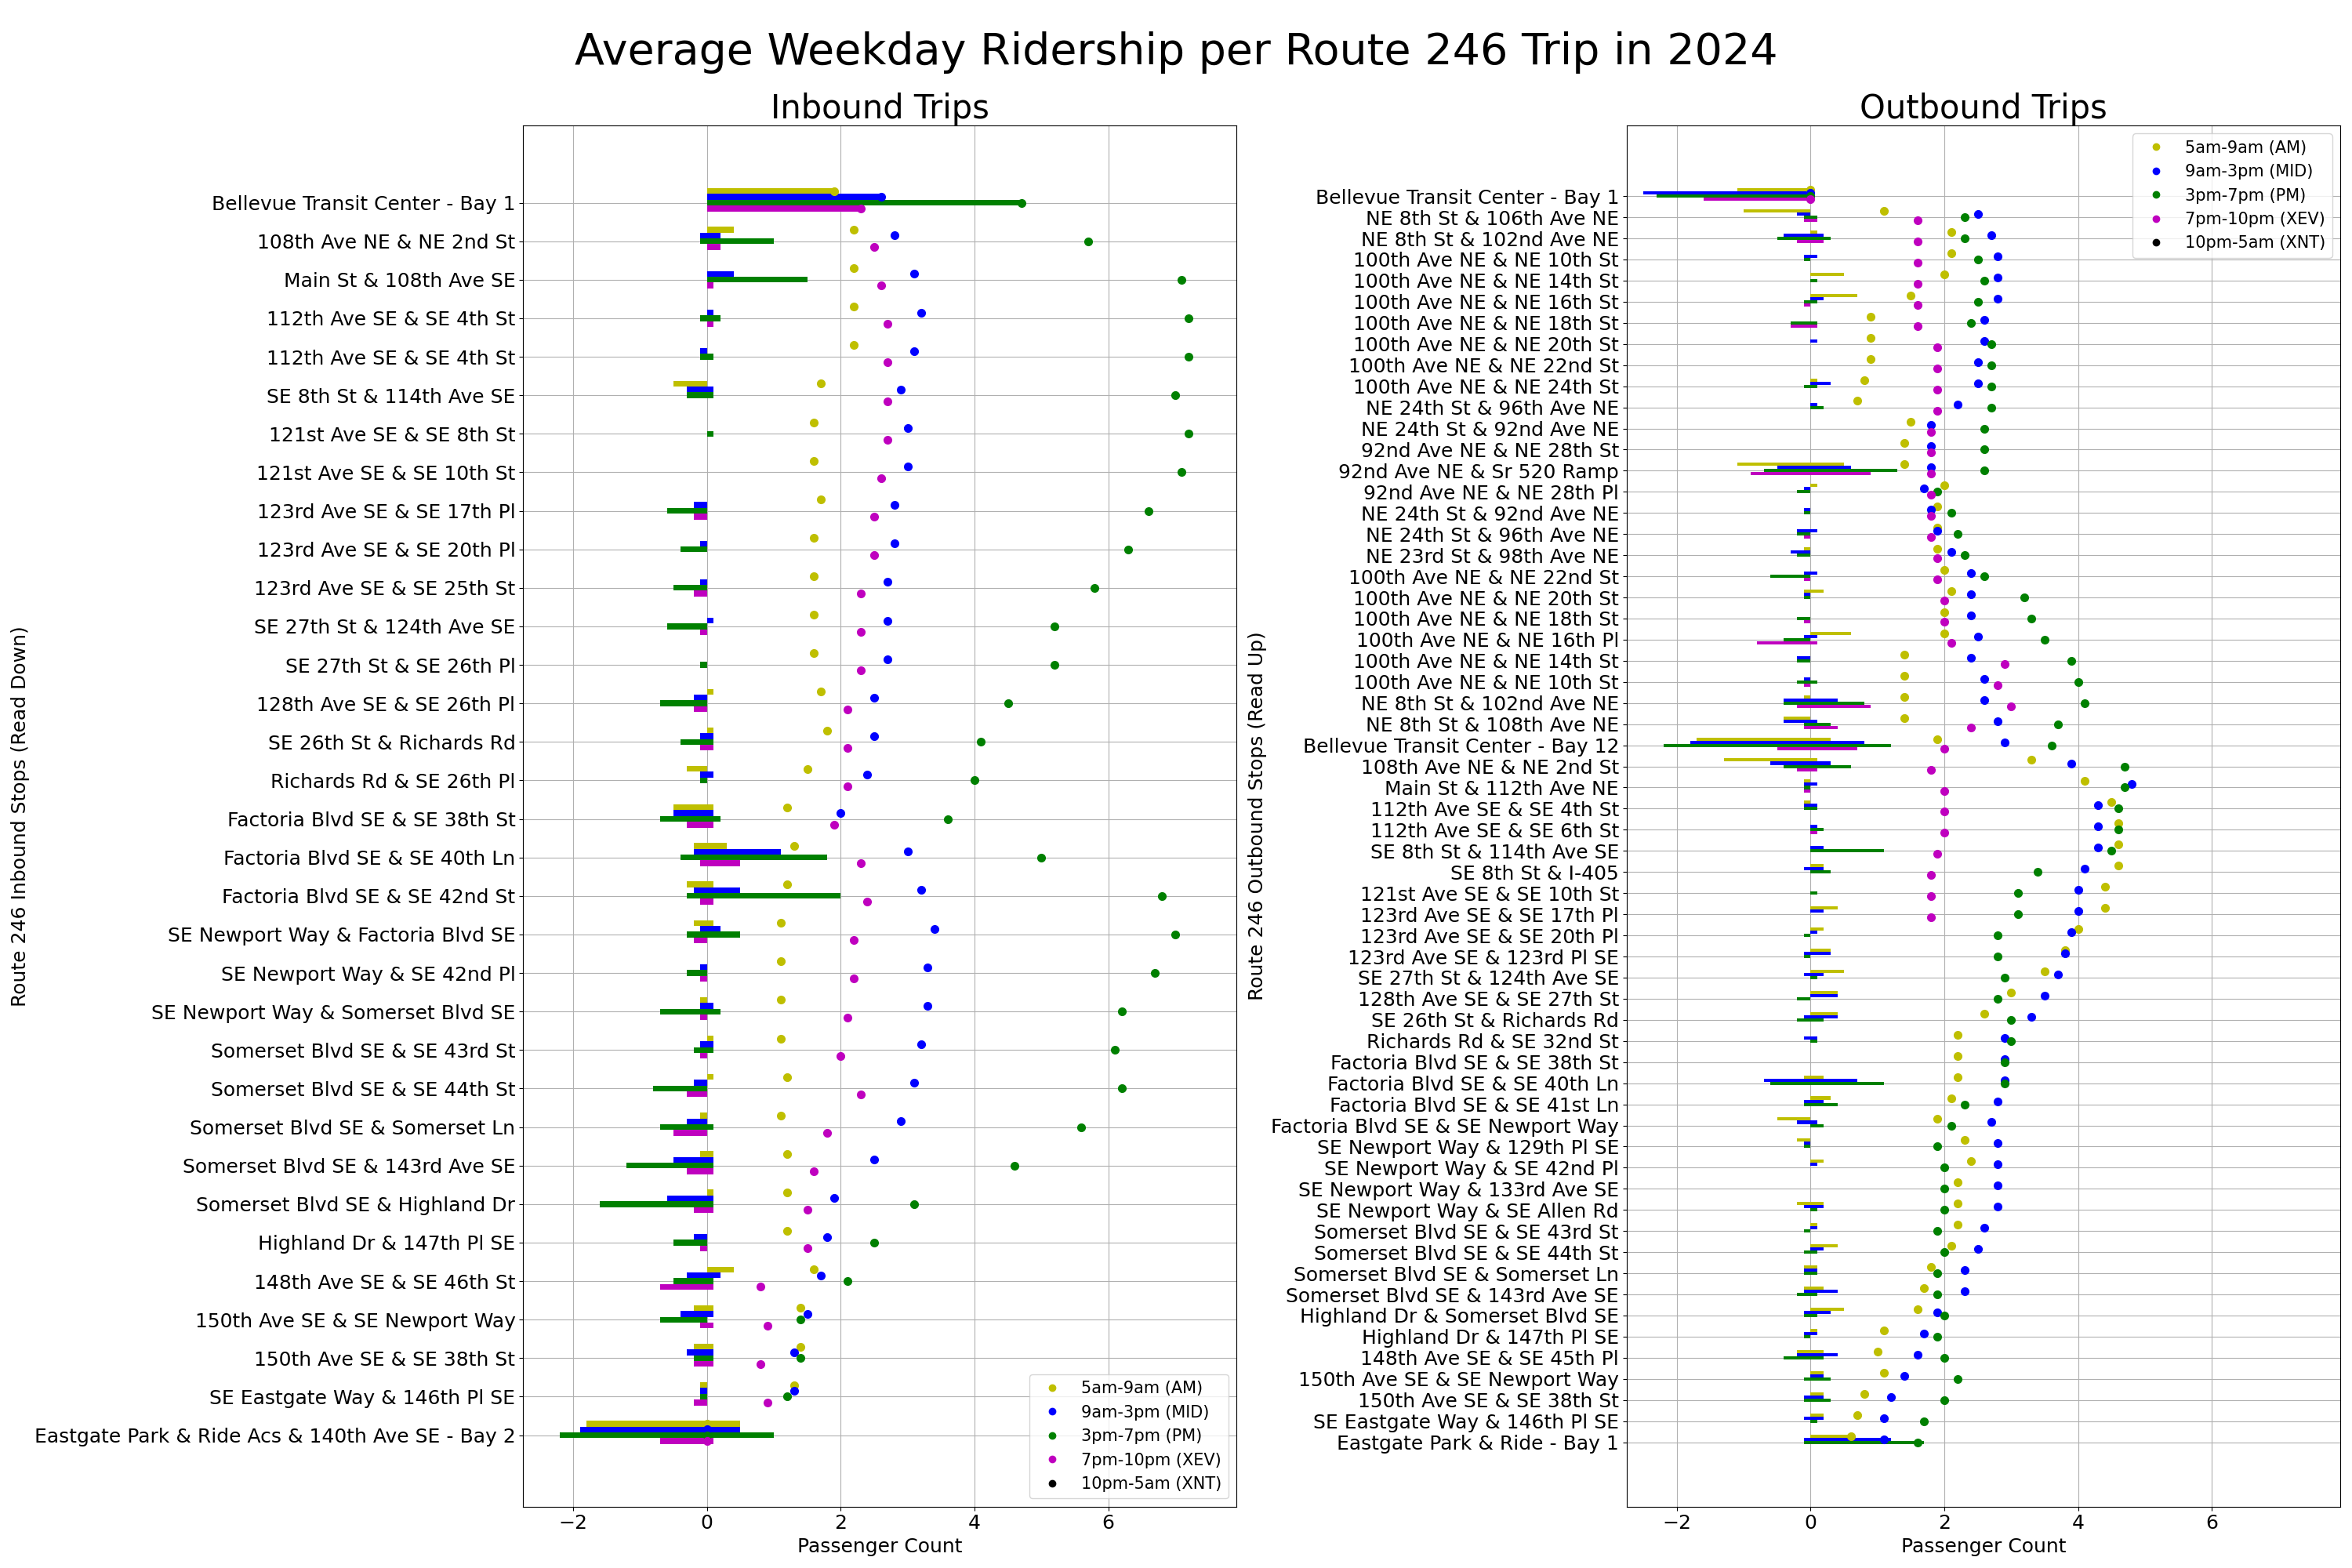 Average Weekday Ridership per Route 246 Trip in 2024
Inbound Trips
Route 246 Inbound Stops (Read Down)
Bellevue Transit Center - Bay 1
108th Ave NE & NE 2nd St
Main St & 108th Ave SE
112th Ave SE & SE 4th St
112th Ave SE & SE 4th St
SE 8th St & 114th Ave SE
121st Ave SE & SE 8th St
121st Ave SE & SE 10th St
123rd Ave SE & SE 17th Pl
123rd Ave SE & SE 20th Pl
123rd Ave SE & SE 25th St
SE 27th St & 124th Ave SE
SE 27th St & SE 26th Pl
128th Ave SE & SE 26th Pl
SE 26th St & Richards Rd
Richards Rd & SE 26th Pl
Factoria Blvd SE & SE 38th St
Factoria Blvd SE & SE 40th Ln
Factoria Blvd SE & SE 42nd St
SE Newport Way & Factoria Blvd SE
SE Newport Way & SE 42nd Pl
SE Newport Way & Somerset Blvd SE
Somerset Blvd SE & SE 43rd St
Somerset Blvd SE & SE 44th St
Somerset Blvd SE & Somerset Ln
Somerset Blvd SE & 143rd Ave SE
Somerset Blvd SE & Highland Dr
Highland Dr & 147th Pl SE
148th Ave SE & SE 46th St
150th Ave SE & SE Newport Way
150th Ave SE & SE 38th St
SE Eastgate Way & 146th Pl SE
Eastgate Park & Ride Acs & 140th Ave SE - Bay 2
5am-9am (AM)
9am-3pm (MID)
3pm-7pm (PM)
7pm-10pm (XEV)
10pm-5am (XNT)
−2 0 2 4 6
Passenger Count
Outbound Trips
Route 246 Outbound Stops (Read Up)
5am-9am (AM)
9am-3pm (MID)
3pm-7pm (PM)
7pm-10pm (XEV)
10pm-5am (XNT)
Bellevue Transit Center - Bay 1
NE 8th St & 106th Ave NE
NE 8th St & 102nd Ave NE
100th Ave NE & NE 10th St
100th Ave NE & NE 14th St
100th Ave NE & NE 16th St
100th Ave NE & NE 18th St
100th Ave NE & NE 20th St
100th Ave NE & NE 22nd St
100th Ave NE & NE 24th St
NE 24th St & 96th Ave NE
NE 24th St & 92nd Ave NE
92nd Ave NE & NE 28th St
92nd Ave NE & Sr 520 Ramp
92nd Ave NE & NE 28th Pl
NE 24th St & 92nd Ave NE
NE 24th St & 96th Ave NE
NE 23rd St & 98th Ave NE
100th Ave NE & NE 22nd St
100th Ave NE & NE 20th St
100th Ave NE & NE 18th St
100th Ave NE & NE 16th Pl
100th Ave NE & NE 14th St
100th Ave NE & NE 10th St
NE 8th St & 102nd Ave NE
NE 8th St & 108th Ave NE
Bellevue Transit Center - Bay 12
108th Ave NE & NE 2nd St
Main St & 112th Ave NE
112th Ave SE & SE 4th St
112th Ave SE & SE 6th St
SE 8th St & 114th Ave SE
SE 8th St & I-405
121st Ave SE & SE 10th St
123rd Ave SE & SE 17th Pl
123rd Ave SE & SE 20th Pl
123rd Ave SE & 123rd Pl SE
SE 27th St & 124th Ave SE
128th Ave SE & SE 27th St
SE 26th St & Richards Rd
Richards Rd & SE 32nd St
Factoria Blvd SE & SE 38th St
Factoria Blvd SE & SE 40th Ln
Factoria Blvd SE & SE 41st Ln
Factoria Blvd SE & SE Newport Way
SE Newport Way & 129th Pl SE
SE Newport Way & SE 42nd Pl
SE Newport Way & 133rd Ave SE
SE Newport Way & SE Allen Rd
Somerset Blvd SE & SE 43rd St
Somerset Blvd SE & SE 44th St
Somerset Blvd SE & Somerset Ln
Somerset Blvd SE & 143rd Ave SE
Highland Dr & Somerset Blvd SE
Highland Dr & 147th Pl SE
148th Ave SE & SE 45th Pl
150th Ave SE & SE Newport Way
150th Ave SE & SE 38th St
SE Eastgate Way & 146th Pl SE
Eastgate Park & Ride - Bay 1
−2 0 2 4 6
Passenger Count